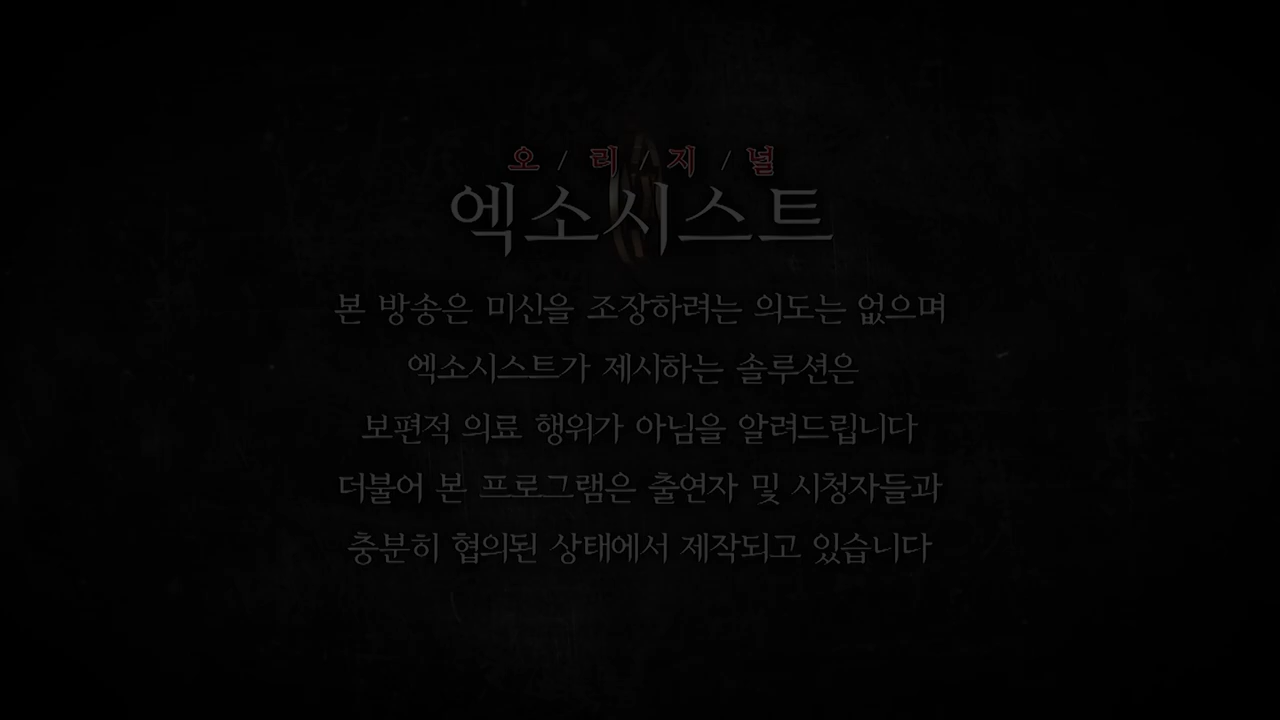 오/리/지/널
엑소시스트
본 방송은 미신을 조장하려는 의도는 없으며
엑소시스트가 제시하는 솔루션은
보편적 의료 행위가 아님을 알려드립니다
더불어 본 프로그램은 출연자 및 시청자들과
충분히 협의된 상태에서 제작되고 있습니다